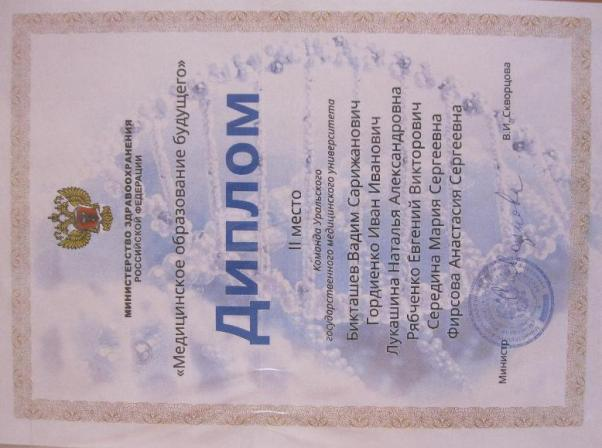 МИНИСТЕРСТВО ЗДРАВООХРАНЕНИЯ
РОССИЙСКОЙ ФЕДЕРАЦИИ
«Медицинское образование будущего»
Диплом
II место
Команда Уральского
государственного медицинского университета
Бикташев Вадим Сарижанович
Гордиенко Иван Иванович
Лукашина Наталья Александровна
Рябченко Евгений Викторович
Середина Мария Сергеевна
Фирсова Анастасия Сергеевна
Министр В.И. Скворцова